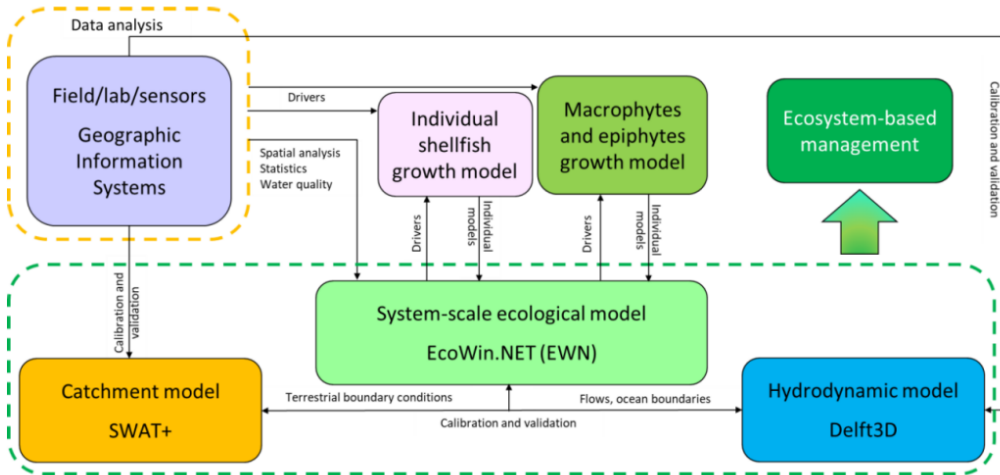 Data analysis
Field/lab/sensors
Geographic
Information
Systems
Drivers
Spatial analysis
Statistics
Water quality
Individual
shellfish
growth model
Macrophytes
and epiphytes
growth model
Ecosystem-based
management
Calibration and validation
Drivers
Individual
models
Drivers
Individual
models
Calibration and
validation
System-scale ecological model
EcoWin.NET (EWN)
Catchment model
SWAT+
Terrestrial boundary conditions
Flows, ocean boundaries
Calibration and validation
Hydrodynamic model
Delft3D